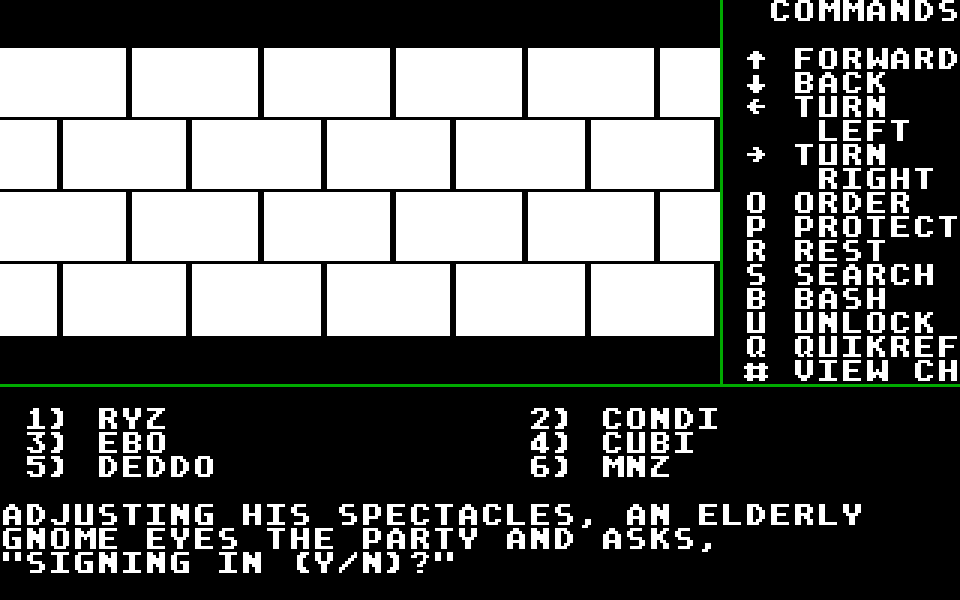 COMMANDS
↑ FORWARD
↓ BACK
← TURN
LEFT
→ TURN
RIGHT
O ORDER
P PROTECT
R REST
S SEARCH
B BASH
U UNLOCK
Q QUIKREF
# VIEW CH
1) RYZ 2) CONDI
3) EBO 4) CUBI
5) DEDDO 6) MNZ
ADJUSTING HIS SPECTACLES, AN ELDERLY
GNOME EYES THE PARTY AND ASKS,
"SIGNING IN (Y/N)?"